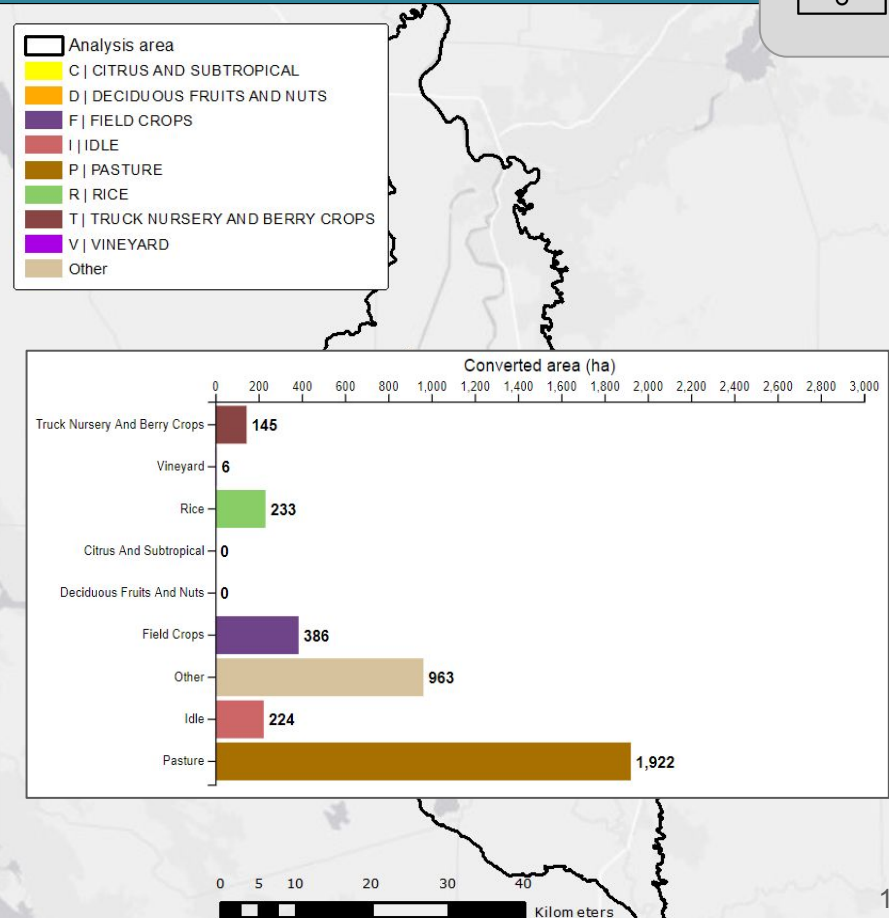 Analysis area
C | CITRUS AND SUBTROPICAL
D | DECIDUOUS FRUITS AND NUTS
F | FIELD CROPS
I | IDLE
P | PASTURE
R | RICE
T | TRUCK NURSERY AND BERRY CROPS
V | VINEYARD
Other
Converted area (ha)
0 200 400 600 800 1,000 1,200 1,400 1,600 1,800 2,000 2,200 2,400 2,600 2,800 3,000
Truck Nursery And Berry Crops 145
Vineyard 6
Rice 233
Citrus And Subtropical 0
Deciduous Fruits And Nuts 0
Field Crops 386
Other 963
Idle 224
Pasture 1,922
0 5 10 20 30 40
Kilometers